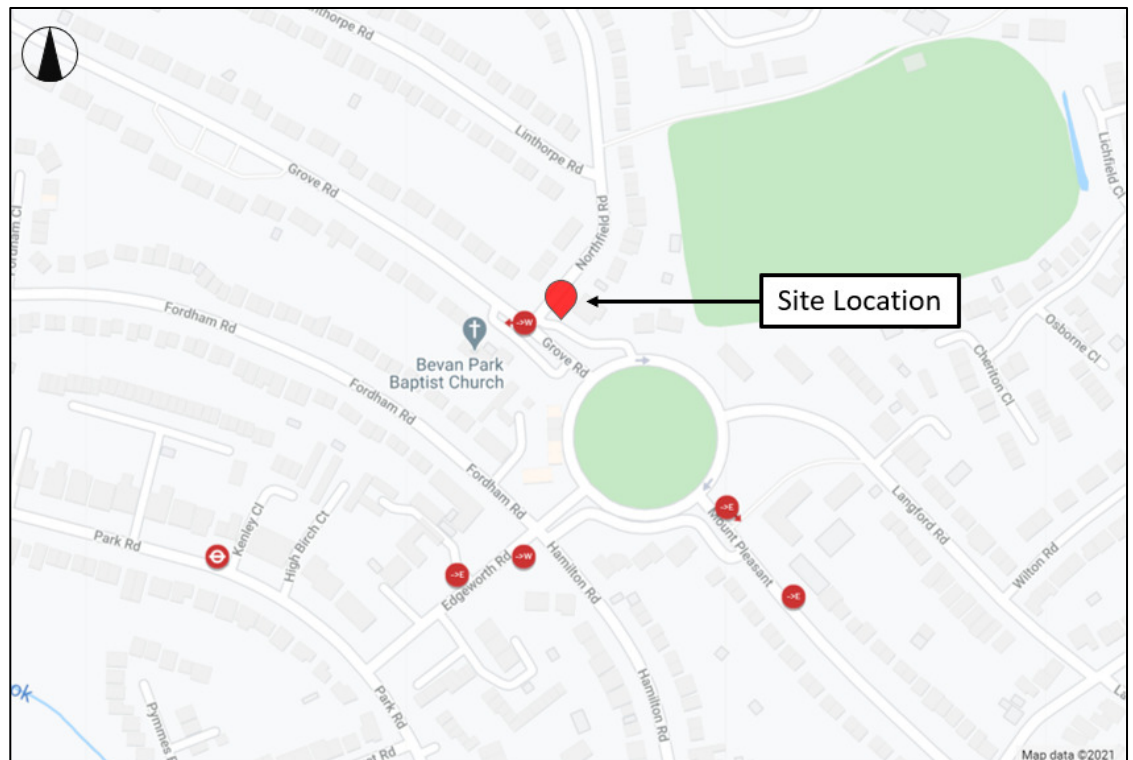 Linthorpe Rd
Grove Rd
Northfield Rd
Lichfield Cl
Fordham Cl
Site Location
->W
Grove Rd
Osborne Cl
Fordham Rd
Bevan Park
Baptist Church
Cheriton Cl
Fordham Rd
Fordham Rd
Kenley Cl
High Birch Ct
Park Rd
->E
Mount Pleasant
Langford Rd
->W
->E
Edgeworth Rd
Hamilton Rd
Wilton Rd
->E
Hamilton Rd
Park Rd
Map data ©2021